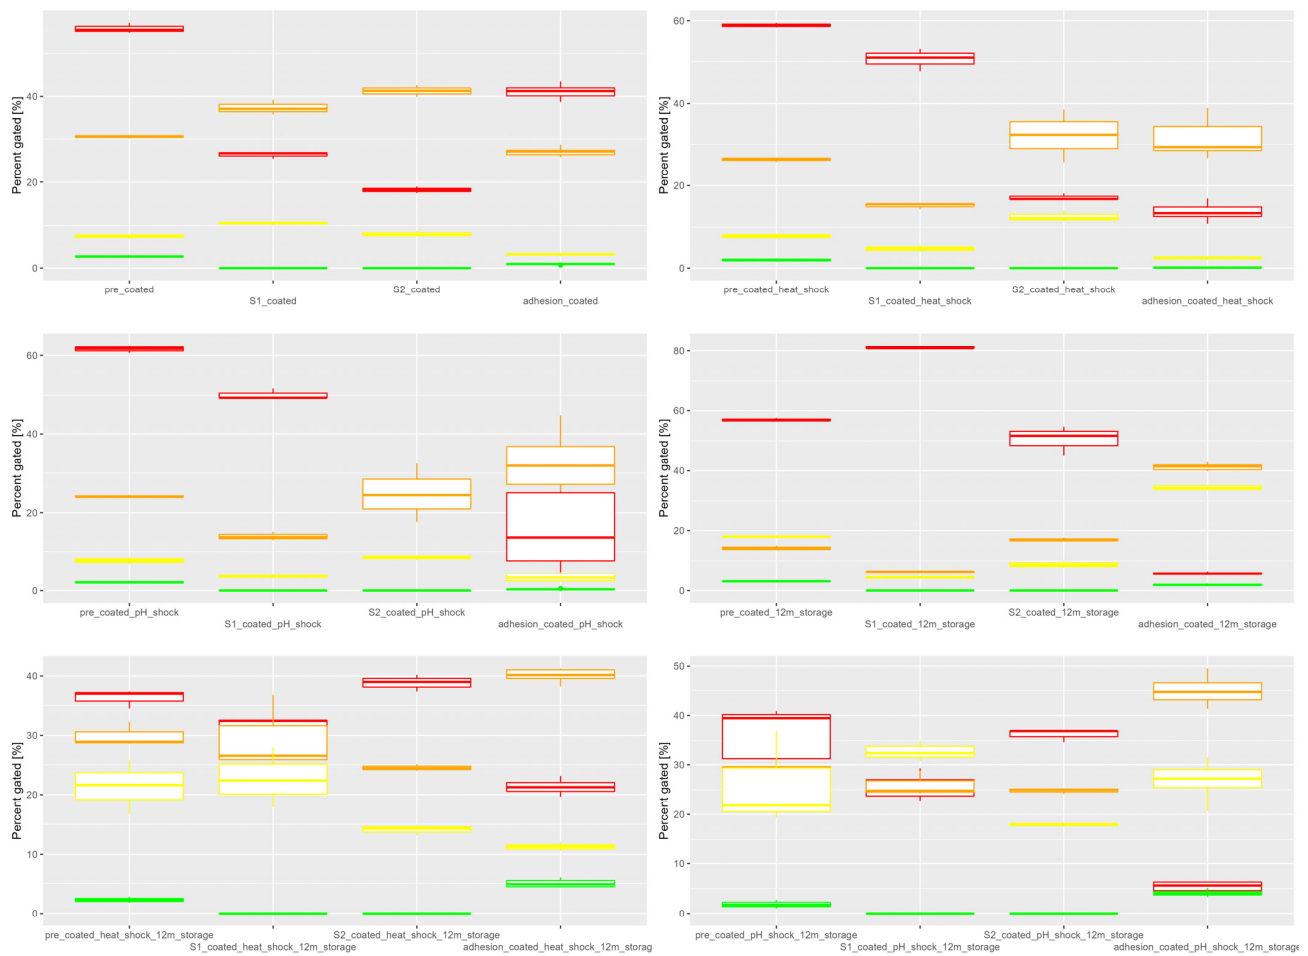 Percent gated [%]
40
20
0
pre_coated
S1_coated
S2_coated
adhesion_coated
Percent gated [%]
60
40
20
0
pre_coated_heat_shock
S1_coated_heat_shock
S2_coated_heat_shock
adhesion_coated_heat_shock
Percent gated [%]
60
40
20
0
pre_coated_pH_shock
S1_coated_pH_shock
S2_coated_pH_shock
adhesion_coated_pH_shock
Percent gated [%]
80
60
40
20
0
pre_coated_12m_storage
S1_coated_12m_storage
S2_coated_12m_storage
adhesion_coated_12m_storage
Percent gated [%]
40
30
20
10
0
pre_coated_heat_shock_12m_storage
S1_coated_heat_shock_12m_storage
S2_coated_heat_shock_12m_storage
adhesion_coated_heat_shock_12m_storag
Percent gated [%]
50
40
30
20
10
0
pre_coated_pH_shock_12m_storage
S1_coated_pH_shock_12m_storage
S2_coated_pH_shock_12m_storage
adhesion_coated_pH_shock_12m_storage